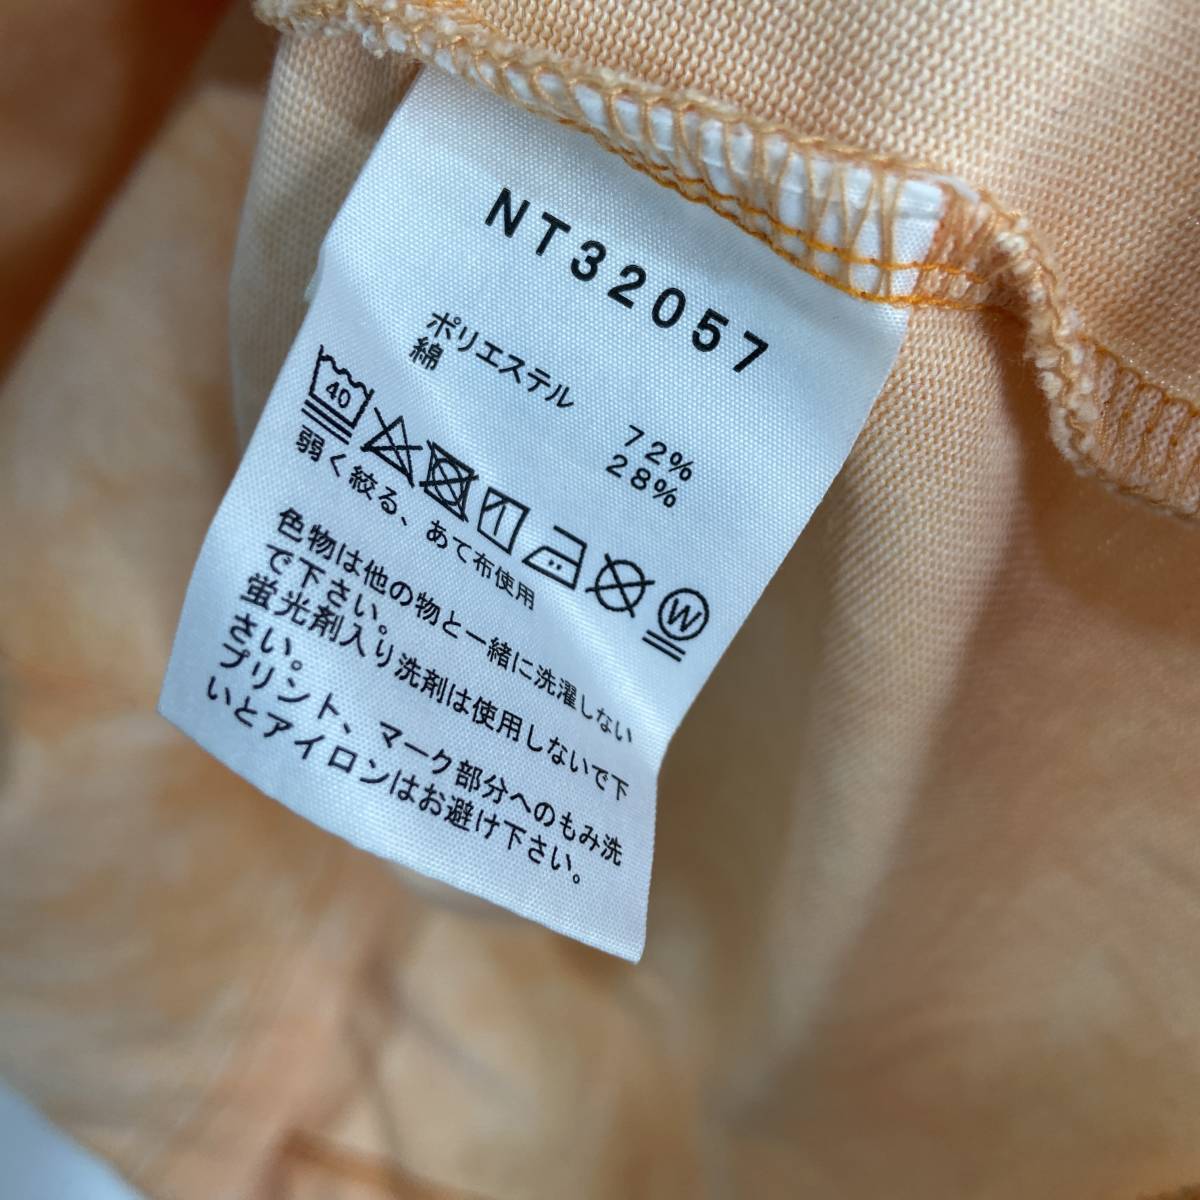 NT32057
ポリエステル 72%
綿 28%
40
W
弱く絞る、あて布使用
色物は他の物と一緒に洗濯しない
で下さい。
蛍光剤入り洗剤は使用しないで下
さい。
プリント、マーク部分へのもみ洗
いとアイロンはお避け下さい。